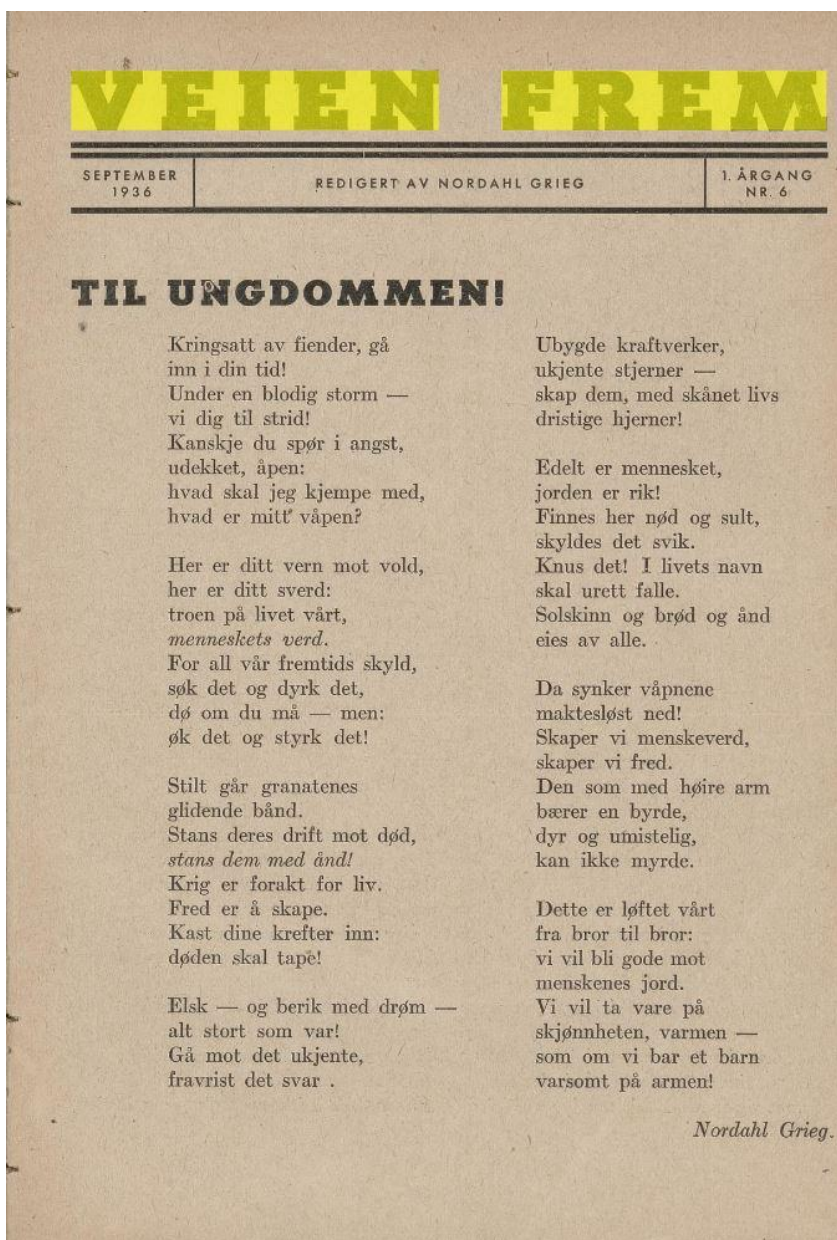 VEIEN FREM
SEPTEMBER
1936
REDIGERT AV NORDAHL GRIEG
1. ÅRGANG
NR. 6
TIL UNGDOMMEN!
Kringsatt av fiender, gå
inn i din tid!
Under en blodig storm —
vi dig til strid!
Kanskje du spør i angst,
udekket, åpen:
hvad skal jeg kjempe med,
hvad er mitt våpen?
Her er ditt vern mot vold,
her er ditt sverd:
troen på livet vårt,
menneskets verd.
For all vår fremtids skyld,
søk det og dyrk det,
dø om du må — men:
øk det og styrk det!
Stilt går granatenes
glidende bånd.
Stans deres drift mot død,
stans dem med ånd!
Krig er forakt for liv.
Fred er å skape.
Kast dine krefter inn:
døden skal tape!
Elsk — og berik med drøm —
alt stort som var!
Gå mot det ukjente,
fravrist det svar .
Ubygde kraftverker,
ukjente stjerner —
skap dem, med skånet livs
dristige hjerner!
Edelt er mennesket,
jorden er rik!
Finnes her nød og sult,
skyldes det svik.
Knus det! I livets navn
skal urett falle.
Solskinn og brød og ånd
eies av alle.
Da synker våpnene
maktesløst ned!
Skaper vi menskeverd,
skaper vi fred.
Den som med høire arm
bærer en byrde,
dyr og umistelig,
kan ikke myrde.
Dette er løftet vårt
fra bror til bror:
vi vil bli gode mot
menskenes jord.
Vi vil ta vare på
skjønnheten, varmen —
som om vi bar et barn
varsomt på armen!
Nordahl Grieg.